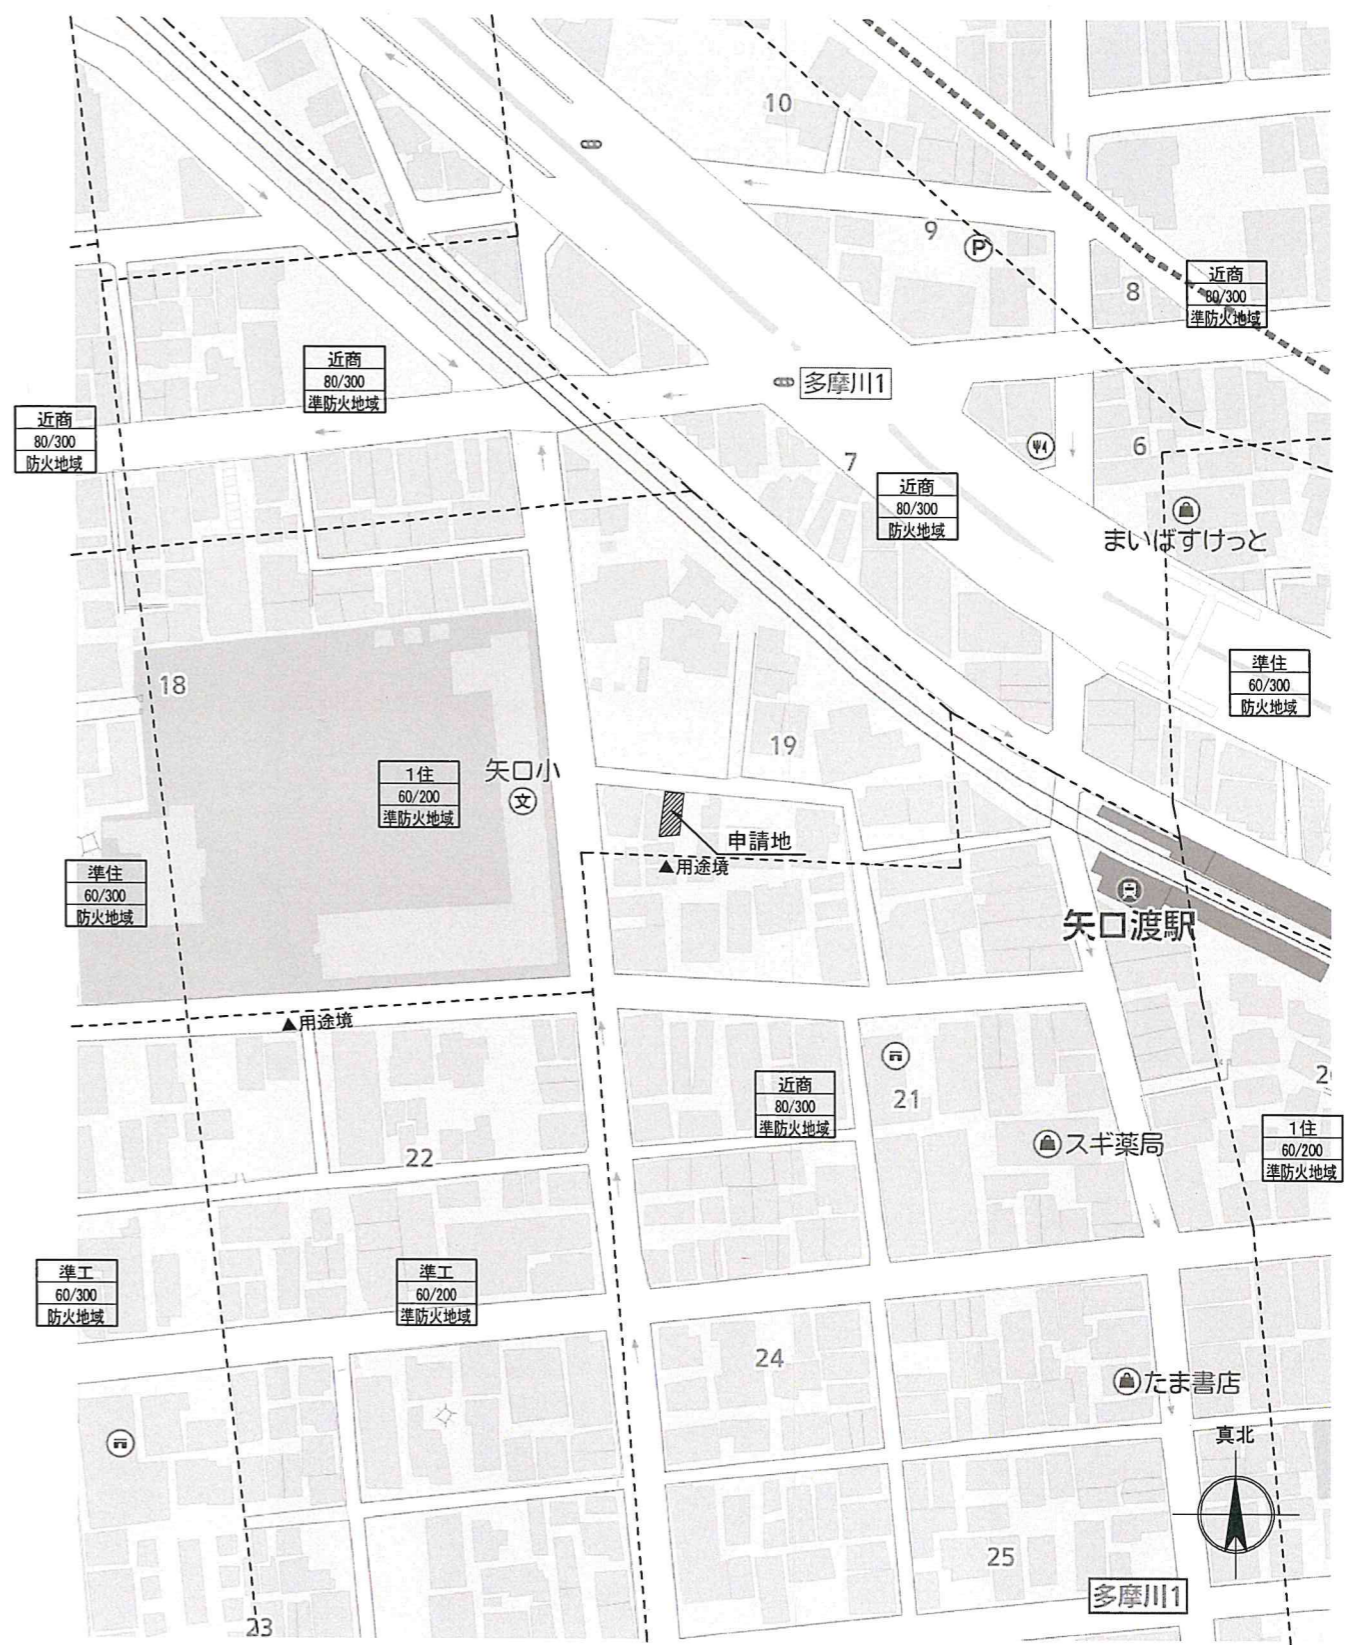 10
9
P
8
近商
80/300
準防火地域
近商
80/300
準防火地域
多摩川1
近商
80/300
防火地域
7
6
近商
80/300
防火地域
まいばすけっと
18
準住
60/300
防火地域
19
1住
60/200
準防火地域
矢口小
文
申請地
▲用途境
準住
60/300
防火地域
矢口渡駅
▲用途境
近商
80/300
準防火地域
21
2
スギ薬局
1住
60/200
準防火地域
22
準工
60/300
防火地域
準工
60/200
準防火地域
24
たま書店
真北
25
多摩川1
23